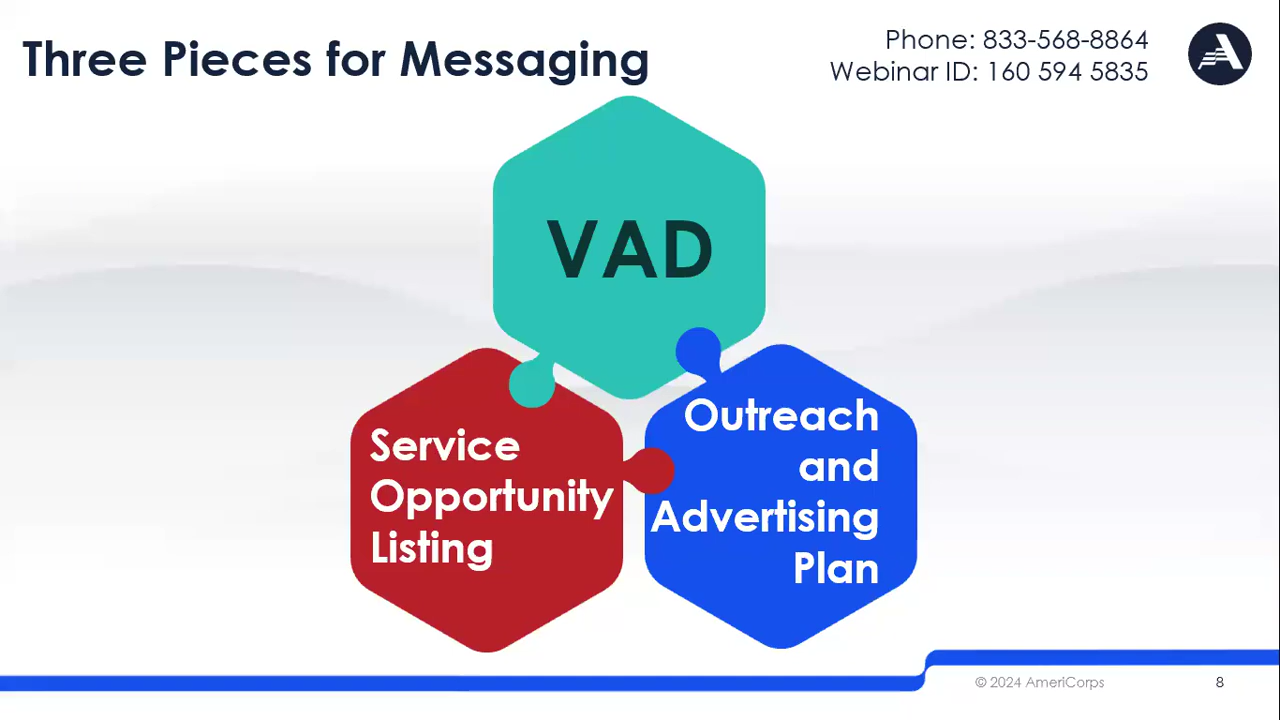 Three Pieces for Messaging
Phone: 833-568-8864
Webinar ID: 160 594 5835
VAD
Service
Opportunity
Listing
Outreach
and
Advertising
Plan
© 2024 AmeriCorps
8